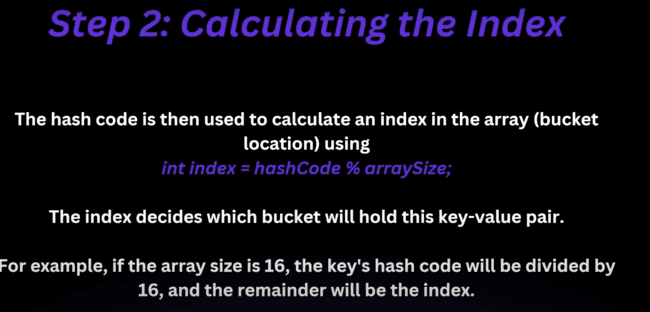 Step 2: Calculating the Index
The hash code is then used to calculate an index in the array (bucket
location) using
int index = hashCode % arraySize;
The index decides which bucket will hold this key-value pair.
For example, if the array size is 16, the key's hash code will be divided by
16, and the remainder will be the index.